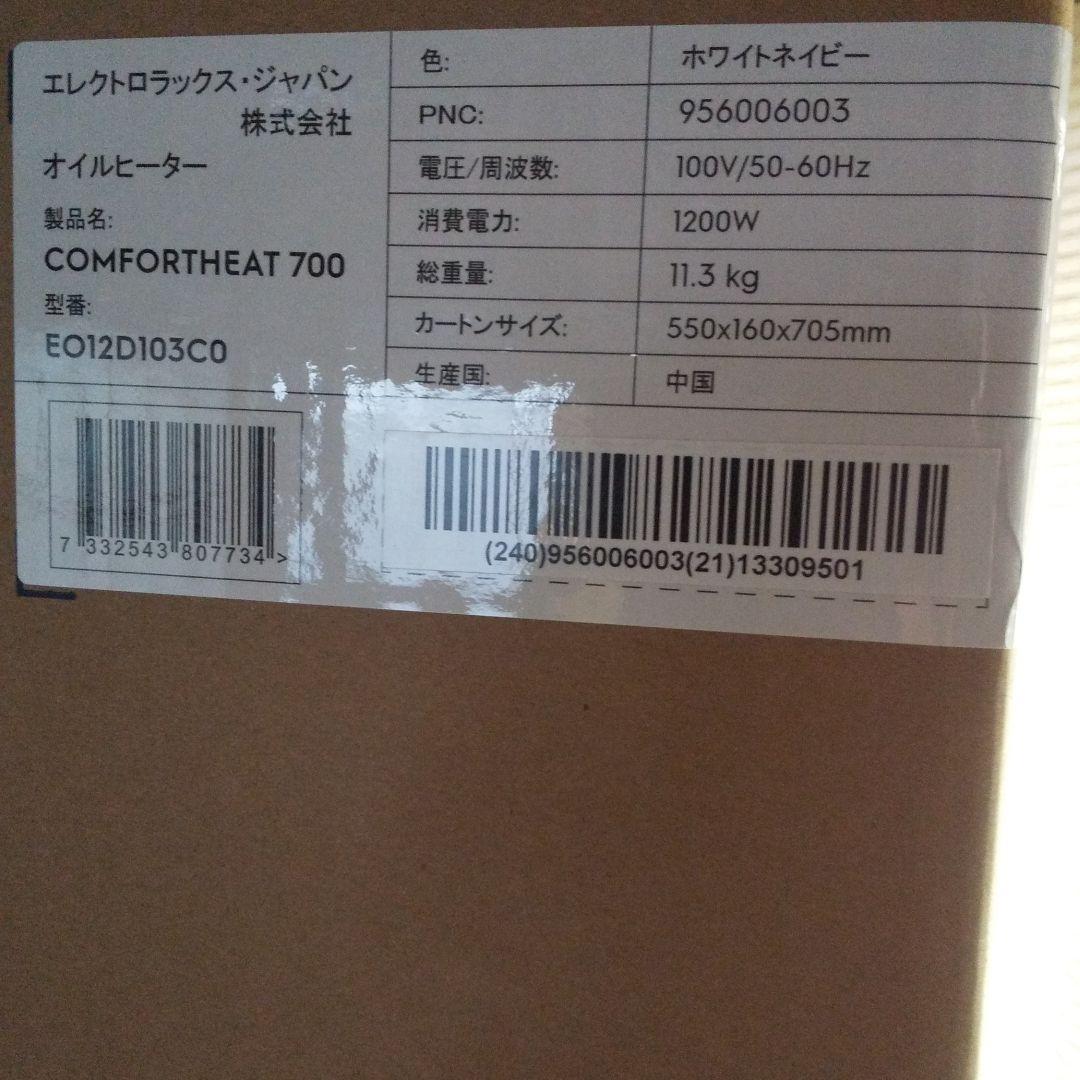 エレクトロラックス・ジャパン
株式会社
オイルヒーター
製品名:
COMFORTHEAT 700
型番:
EO12D103C0
色: ホワイトネイビー
PNC: 956006003
電圧/周波数: 100V/50-60Hz
消費電力: 1200W
総重量: 11.3 kg
カートンサイズ: 550x160x705mm
生産国: 中国
7 332543 807734 >
(240)956006003(21)13309501